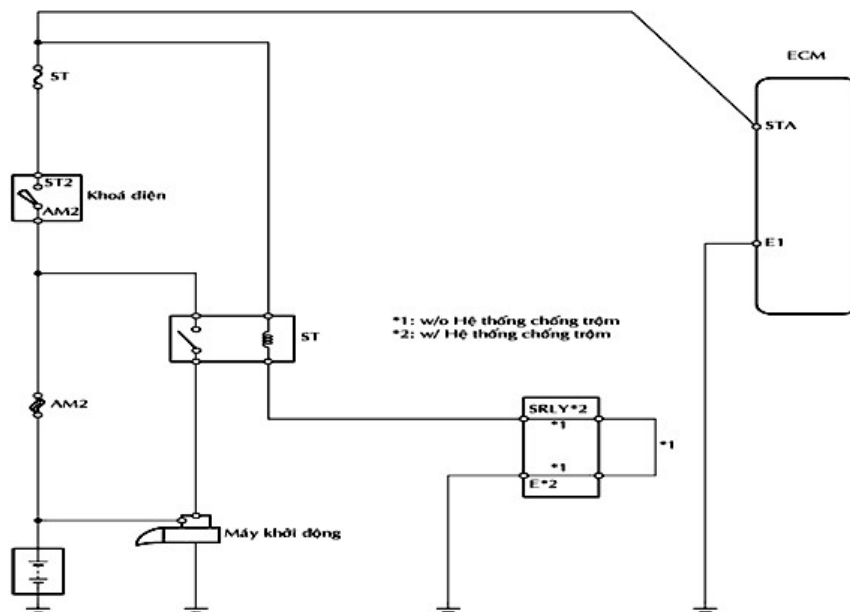 ECM
ST
STA
ST2
Khoá điện
AM2
E1
*1: w/o Hệ thống chống trộm
*2: w/ Hệ thống chống trộm
ST
AM2
SRLY*2
*1
*1
*1
E*2
Máy khởi động